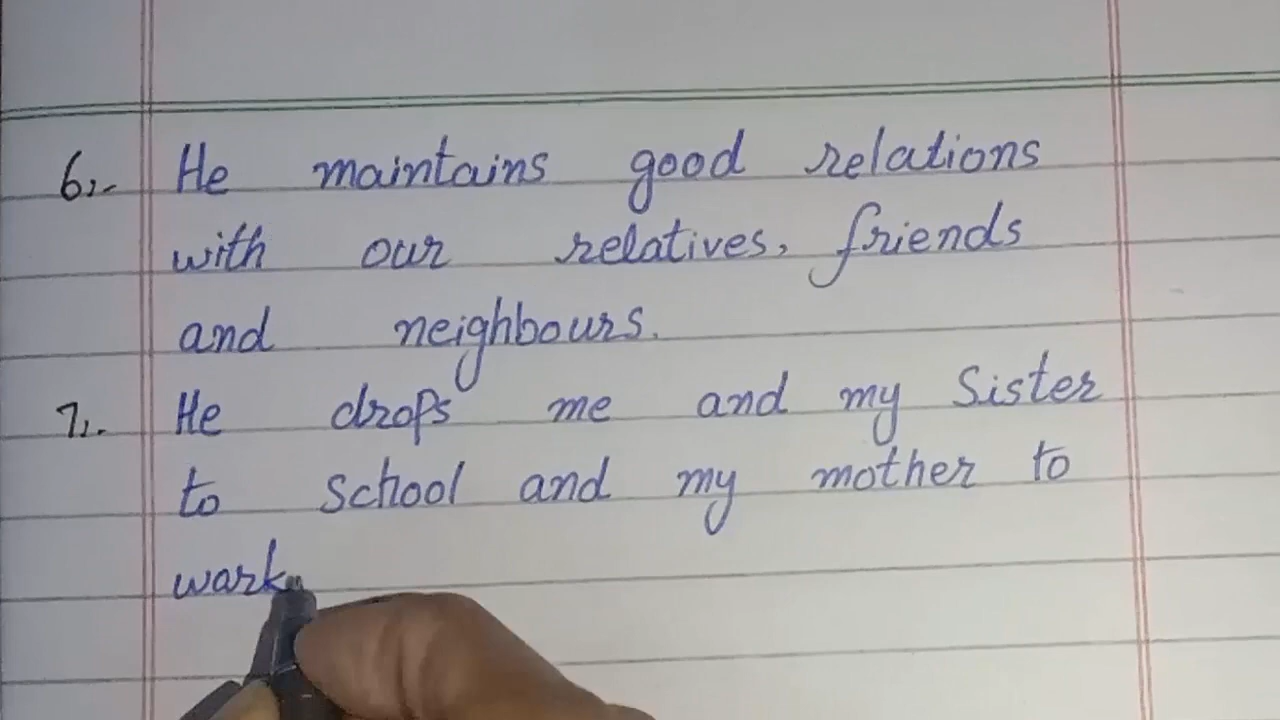 6. He maintains good relations
with our relatives, friends
and neighbours.
7. He drops me and my Sister
to school and my mother to
work